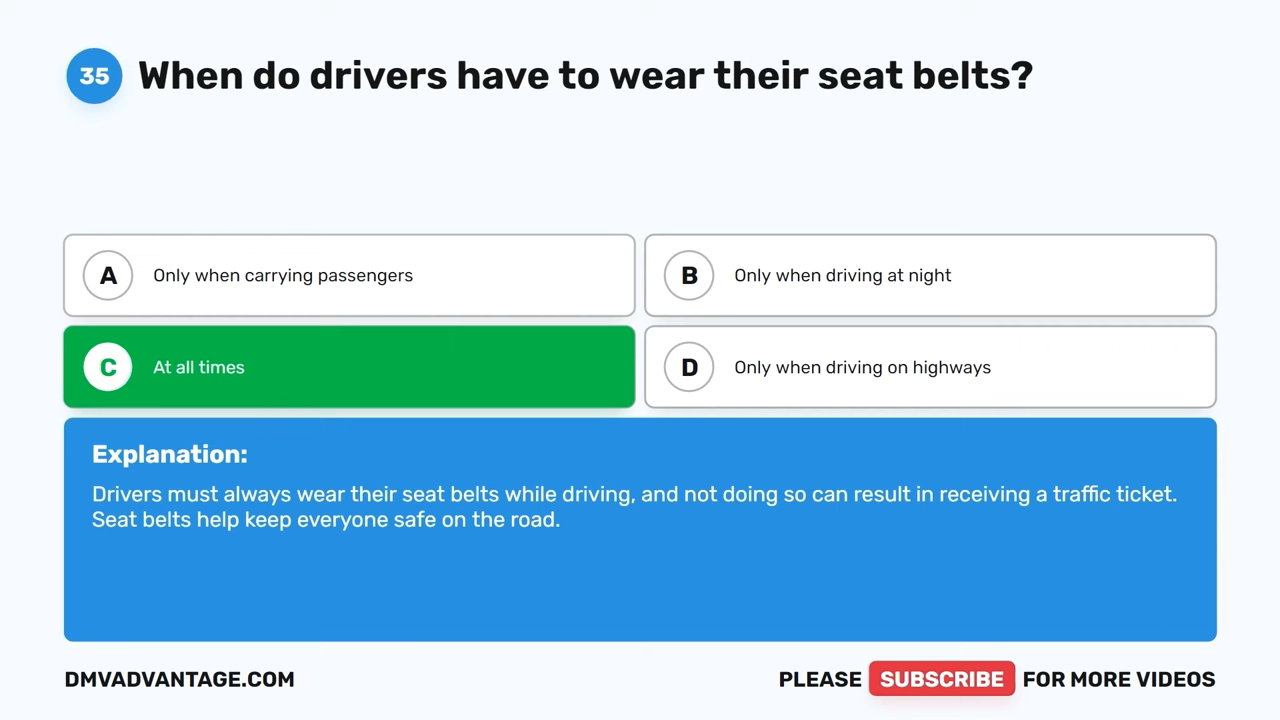 35 When do drivers have to wear their seat belts?
A Only when carrying passengers
B Only when driving at night
C At all times
D Only when driving on highways
Explanation:
Drivers must always wear their seat belts while driving, and not doing so can result in receiving a traffic ticket.
Seat belts help keep everyone safe on the road.
DMVADVANTAGE.COM
PLEASE SUBSCRIBE FOR MORE VIDEOS